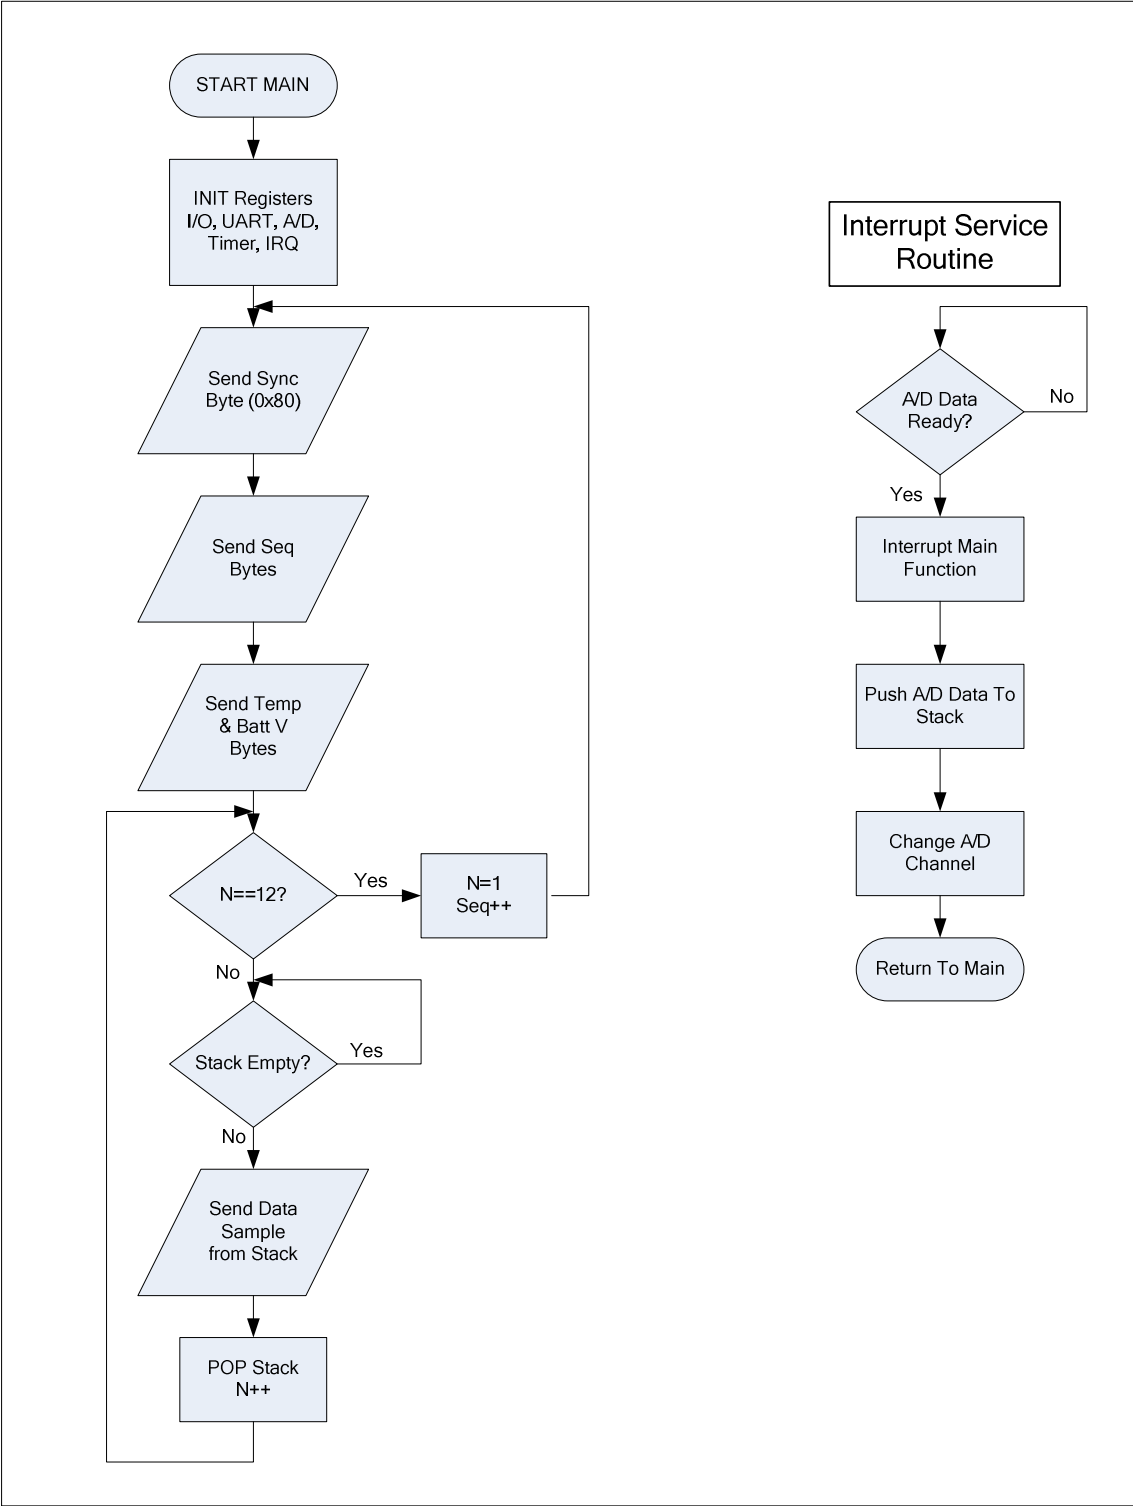 START MAIN
INIT Registers
I/O, UART, A/D,
Timer, IRQ
Send Sync
Byte (0x80)
Send Seq
Bytes
Send Temp
& Batt V
Bytes
N==12?
Yes
N=1
Seq++
No
Stack Empty?
Yes
No
Send Data
Sample
from Stack
POP Stack
N++
Interrupt Service
Routine
A/D Data
Ready?
No
Yes
Interrupt Main
Function
Push A/D Data To
Stack
Change A/D
Channel
Return To Main